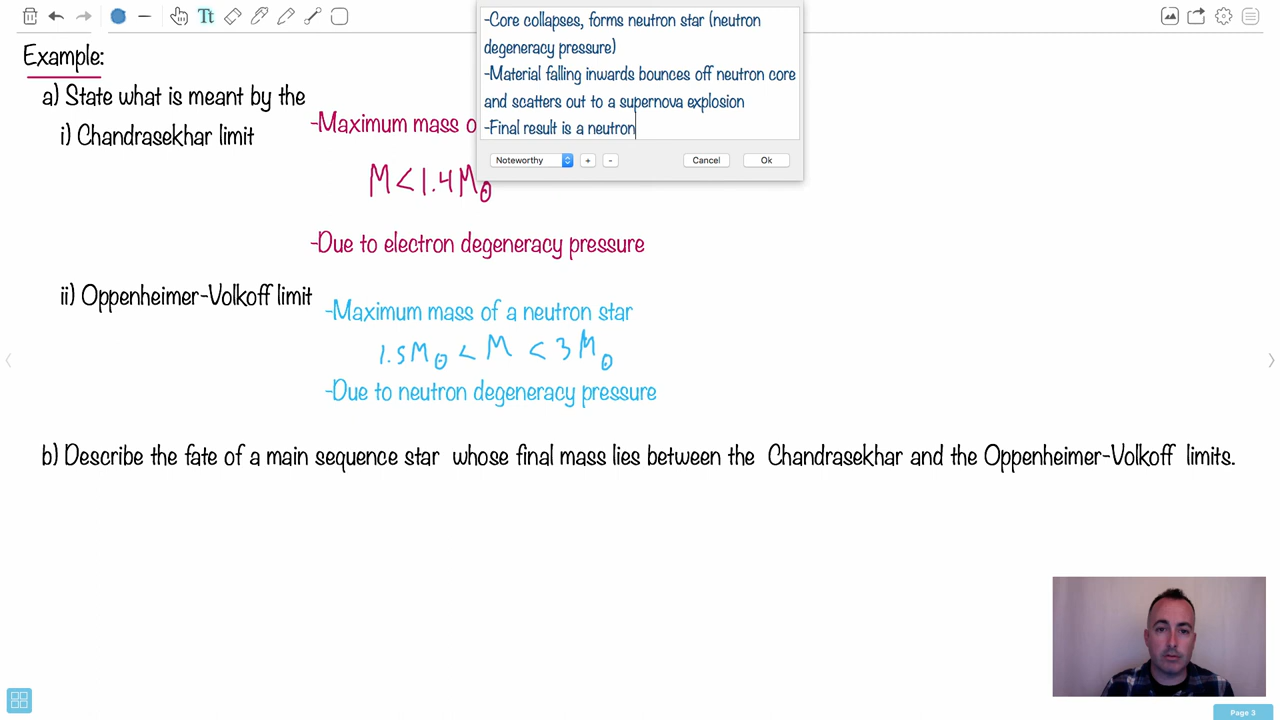 Tt
-Core collapses, forms neutron star (neutron
degeneracy pressure)
-Material falling inwards bounces off neutron core
and scatters out to a supernova explosion
-Final result is a neutron
Noteworthy
+
-
Cancel
Ok
Example:
a) State what is meant by the
i) Chandrasekhar limit
-Maximum mass o
M < 1.4 M☉
-Due to electron degeneracy pressure
ii) Oppenheimer-Volkoff limit
-Maximum mass of a neutron star
1.5 M☉ < M < 3 M☉
-Due to neutron degeneracy pressure
b) Describe the fate of a main sequence star whose final mass lies between the Chandrasekhar and the Oppenheimer-Volkoff limits.
Page 3